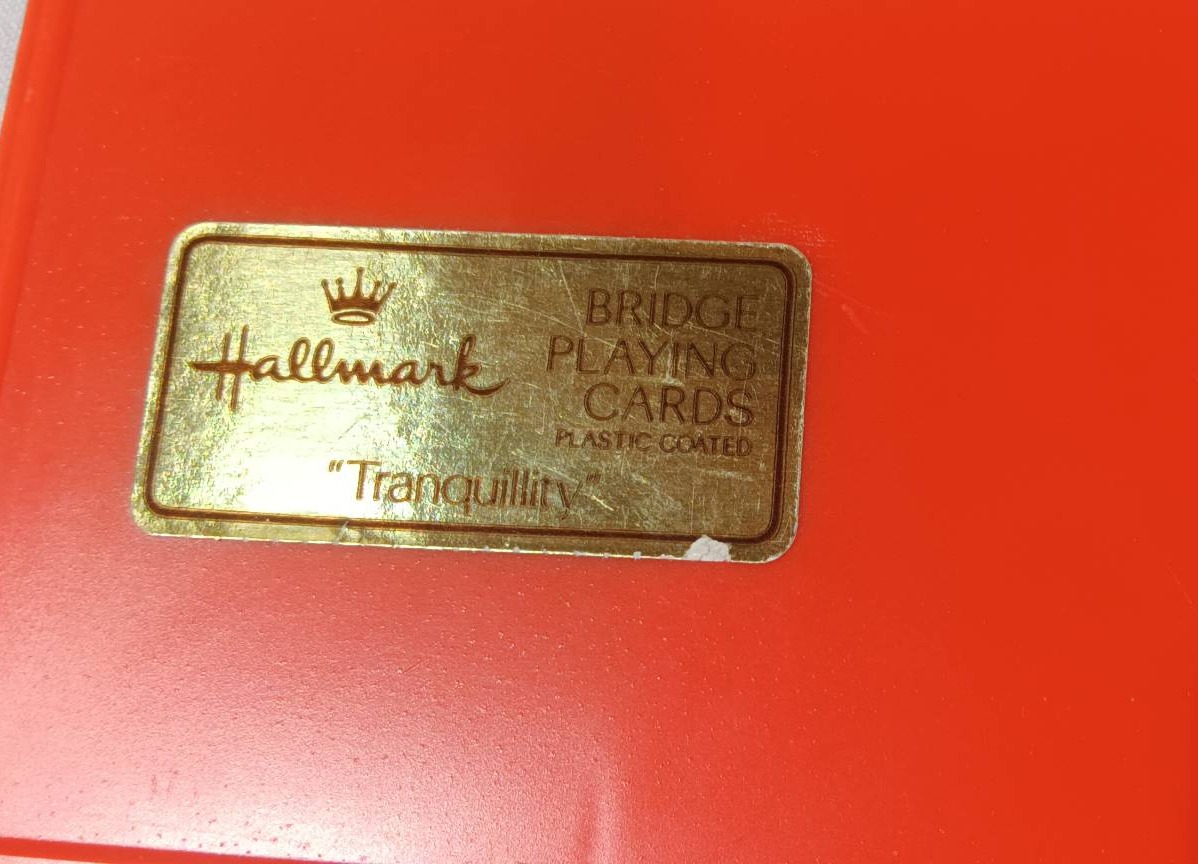 Hallmark
BRIDGE
PLAYING
CARDS
PLASTIC COATED
"Tranquillity"